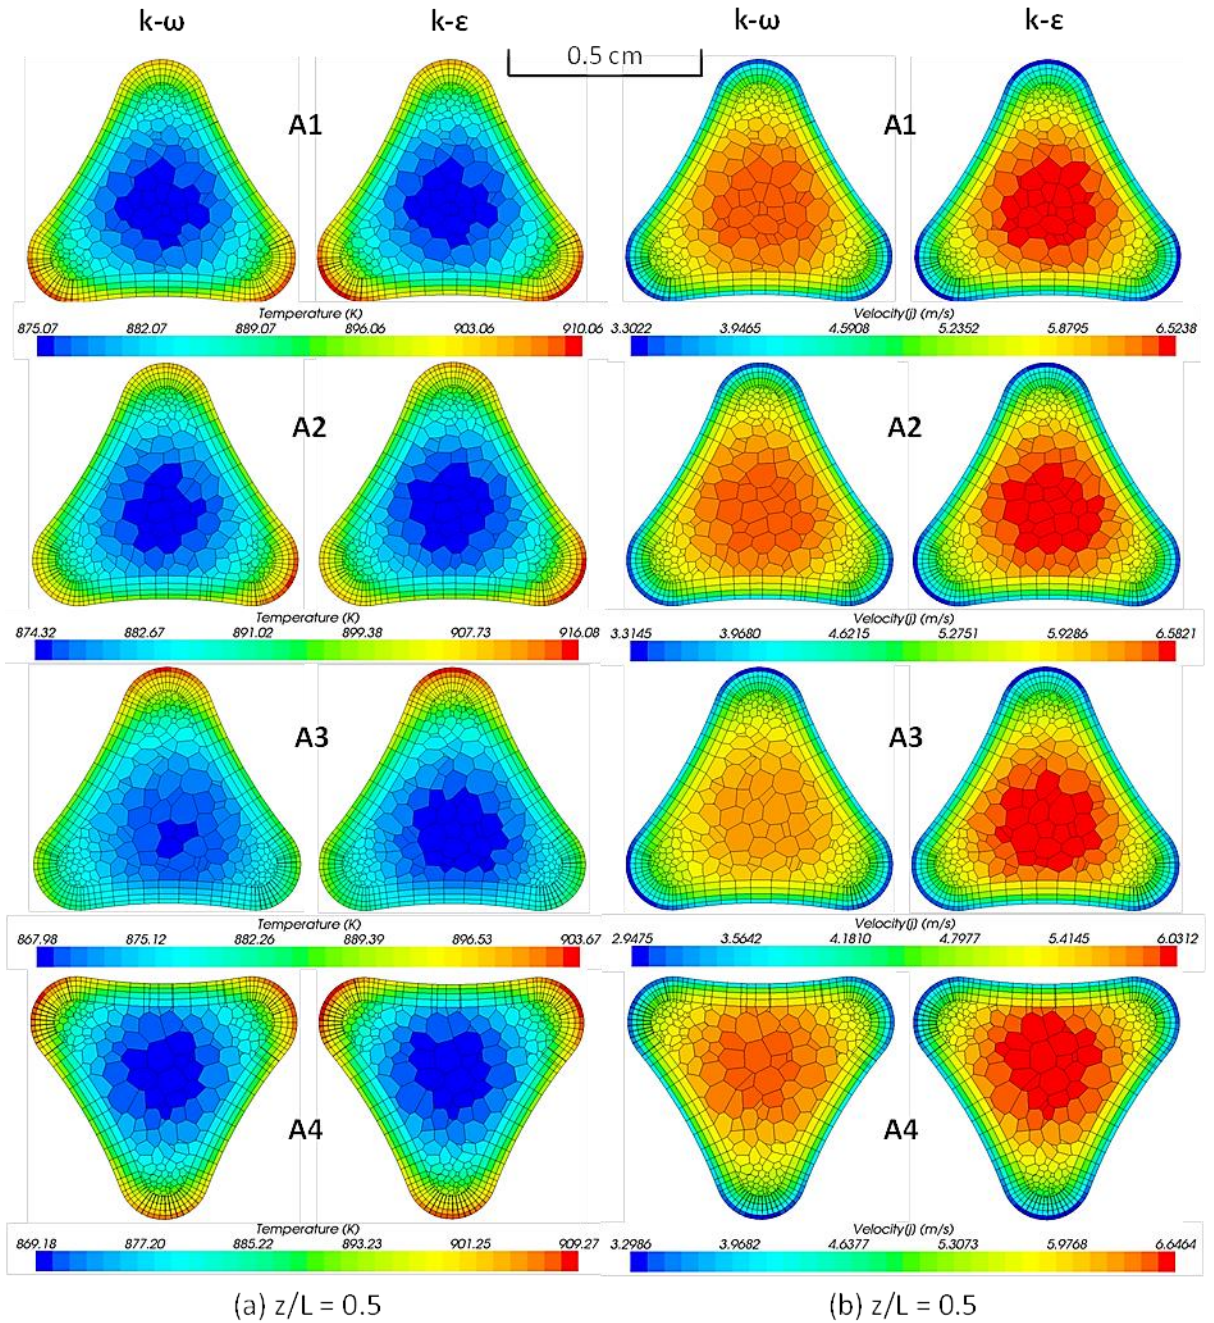 k-ω k-ε k-ω k-ε
0.5 cm
A1 A1
Temperature (K) Velocity(j) (m/s)
875.07 882.07 889.07 896.06 903.06 910.06 3.3022 3.9465 4.5908 5.2352 5.8795 6.5238
A2 A2
Temperature (K) Velocity(j) (m/s)
874.32 882.67 891.02 899.38 907.73 916.08 3.3145 3.9680 4.6215 5.2751 5.9286 6.5821
A3 A3
Temperature (K) Velocity(j) (m/s)
867.98 875.12 882.26 889.39 896.53 903.67 2.9475 3.5642 4.1810 4.7977 5.4145 6.0312
A4 A4
Temperature (K) Velocity(j) (m/s)
869.18 877.20 885.22 893.23 901.25 909.27 3.2986 3.9682 4.6377 5.3073 5.9768 6.6464
(a) z/L = 0.5 (b) z/L = 0.5